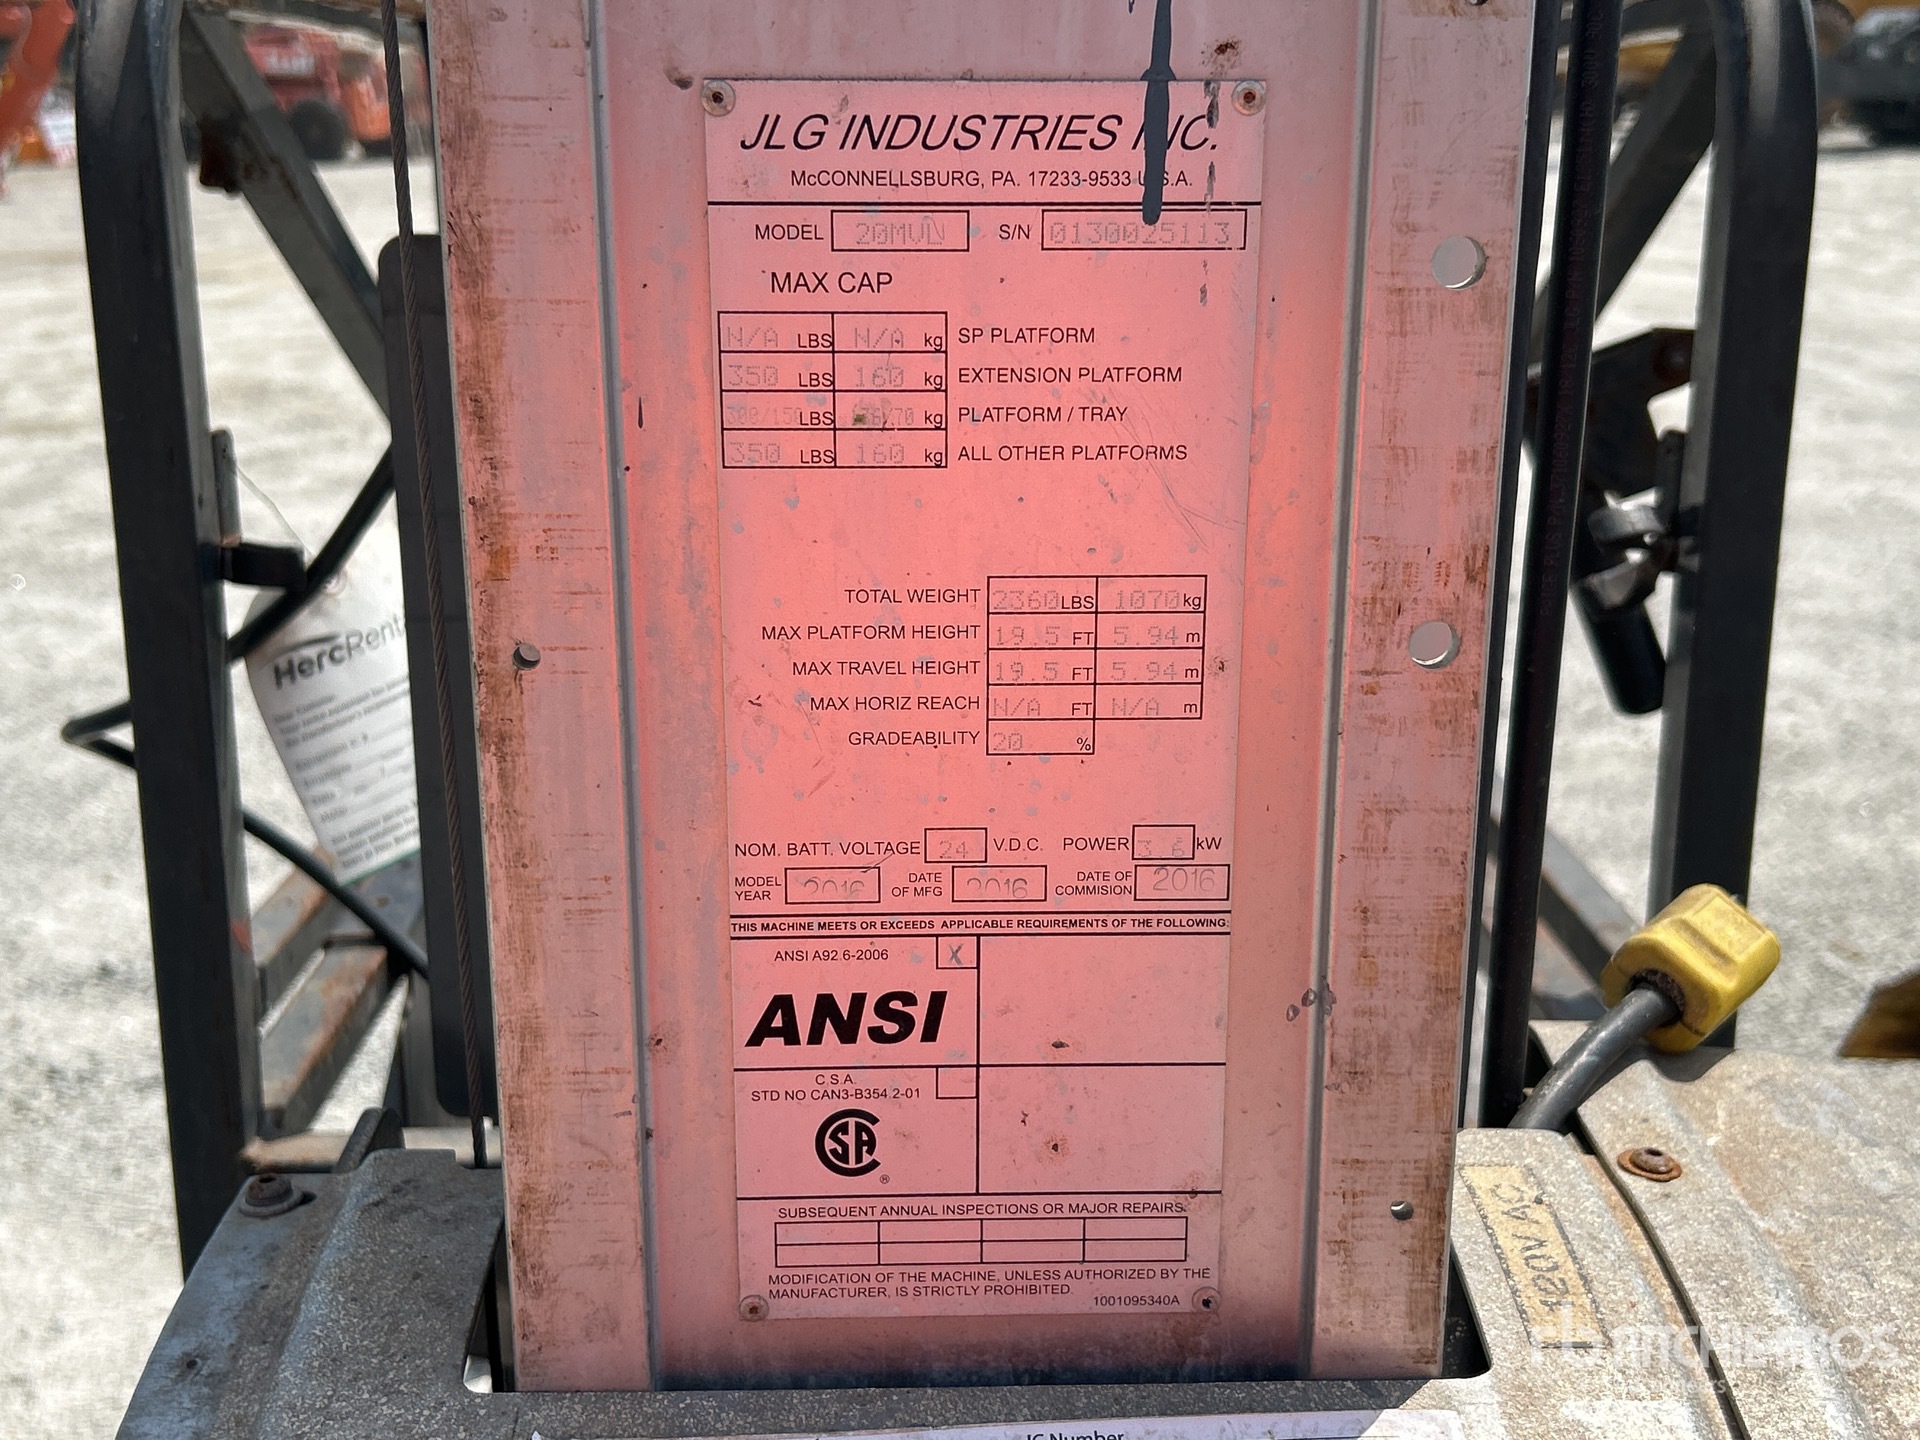 JLG INDUSTRIES INC.
McCONNELLSBURG, PA. 17233-9533 U.S.A.
MODEL 20MVL S/N 0130025113
MAX CAP
N/A LBS N/A kg SP PLATFORM
350 LBS 160 kg EXTENSION PLATFORM
300/150 LBS 136/70 kg PLATFORM / TRAY
350 LBS 160 kg ALL OTHER PLATFORMS
TOTAL WEIGHT 2360 LBS 1070 kg
MAX PLATFORM HEIGHT 19.5 FT 5.94 m
MAX TRAVEL HEIGHT 19.5 FT 5.94 m
MAX HORIZ REACH N/A FT N/A m
GRADEABILITY 20 %
NOM. BATT. VOLTAGE 24 V.D.C. POWER 3.6 kW
MODEL YEAR 2016 DATE OF MFG 2016 DATE OF COMMISION 2016
THIS MACHINE MEETS OR EXCEEDS APPLICABLE REQUIREMENTS OF THE FOLLOWING:
ANSI A92.6-2006 X
ANSI
C.S.A.
STD NO CAN3-B354.2-01
CSA
®
SUBSEQUENT ANNUAL INSPECTIONS OR MAJOR REPAIRS.
MODIFICATION OF THE MACHINE, UNLESS AUTHORIZED BY THE
MANUFACTURER, IS STRICTLY PROHIBITED.
1001095340A
HercRent
120V AC
Number